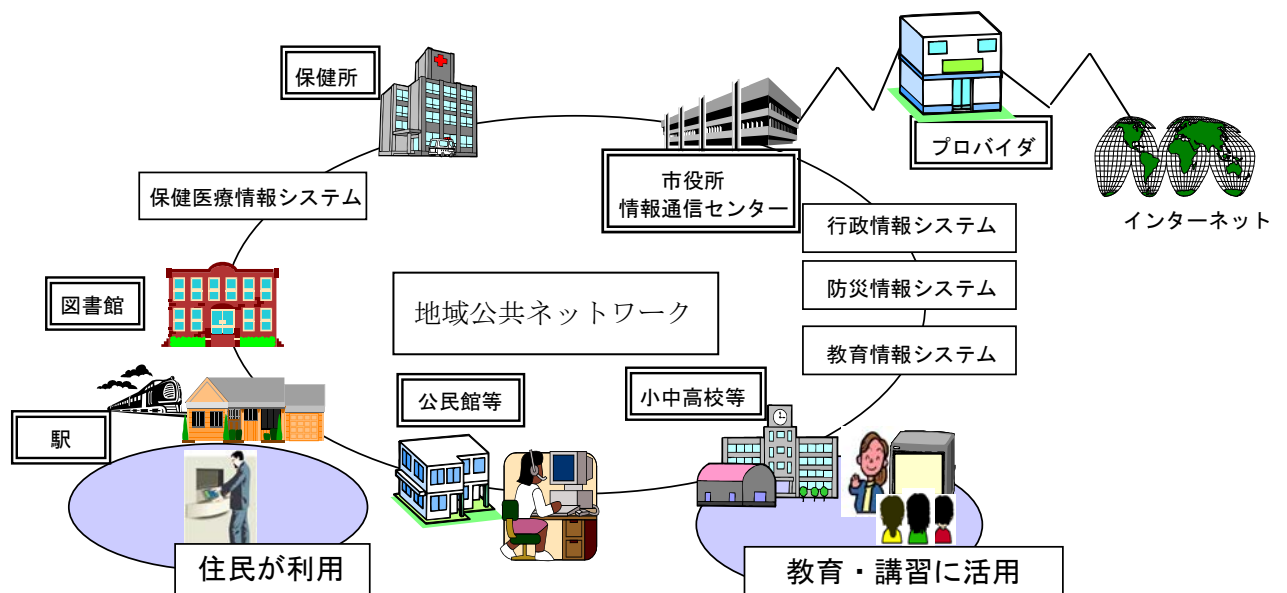 保健所
プロバイダ
市役所
情報通信センター
インターネット
保健医療情報システム
行政情報システム
図書館
地域公共ネットワーク
防災情報システム
教育情報システム
駅
公民館等
小中高校等
住民が利用
教育・講習に活用